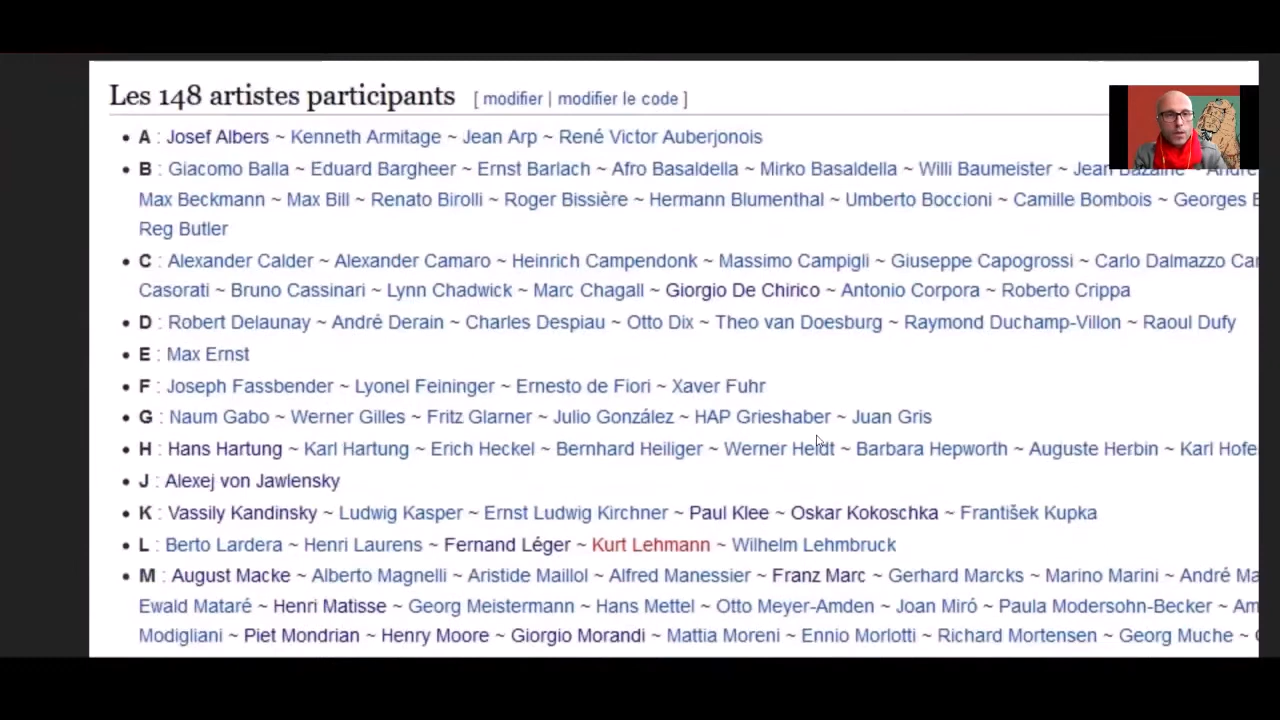 Les 148 artistes participants [ modifier | modifier le code ]
• A : Josef Albers ~ Kenneth Armitage ~ Jean Arp ~ René Victor Auberjonois
• B : Giacomo Balla ~ Eduard Bargheer ~ Ernst Barlach ~ Afro Basaldella ~ Mirko Basaldella ~ Willi Baumeister ~ Jean Bazaine ~
Max Beckmann ~ Max Bill ~ Renato Birolli ~ Roger Bissière ~ Hermann Blumenthal ~ Umberto Boccioni ~ Camille Bombois ~ Georges
Reg Butler
• C : Alexander Calder ~ Alexander Camaro ~ Heinrich Campendonk ~ Massimo Campigli ~ Giuseppe Capogrossi ~ Carlo Dalmazzo
Casorati ~ Bruno Cassinari ~ Lynn Chadwick ~ Marc Chagall ~ Giorgio De Chirico ~ Antonio Corpora ~ Roberto Crippa
• D : Robert Delaunay ~ André Derain ~ Charles Despiau ~ Otto Dix ~ Theo van Doesburg ~ Raymond Duchamp-Villon ~ Raoul Dufy
• E : Max Ernst
• F : Joseph Fassbender ~ Lyonel Feininger ~ Ernesto de Fiori ~ Xaver Fuhr
• G : Naum Gabo ~ Werner Gilles ~ Fritz Glarner ~ Julio González ~ HAP Grieshaber ~ Juan Gris
• H : Hans Hartung ~ Karl Hartung ~ Erich Heckel ~ Bernhard Heiliger ~ Werner Heldt ~ Barbara Hepworth ~ Auguste Herbin ~ Karl Hofe
• J : Alexej von Jawlensky
• K : Vassily Kandinsky ~ Ludwig Kasper ~ Ernst Ludwig Kirchner ~ Paul Klee ~ Oskar Kokoschka ~ František Kupka
• L : Berto Lardera ~ Henri Laurens ~ Fernand Léger ~ Kurt Lehmann ~ Wilhelm Lehmbruck
• M : August Macke ~ Alberto Magnelli ~ Aristide Maillol ~ Alfred Manessier ~ Franz Marc ~ Gerhard Marcks ~ Marino Marini ~ André Ma
Ewald Mataré ~ Henri Matisse ~ Georg Meistermann ~ Hans Mettel ~ Otto Meyer-Amden ~ Joan Miró ~ Paula Modersohn-Becker ~ Am
Modigliani ~ Piet Mondrian ~ Henry Moore ~ Giorgio Morandi ~ Mattia Moreni ~ Ennio Morlotti ~ Richard Mortensen ~ Georg Muche ~